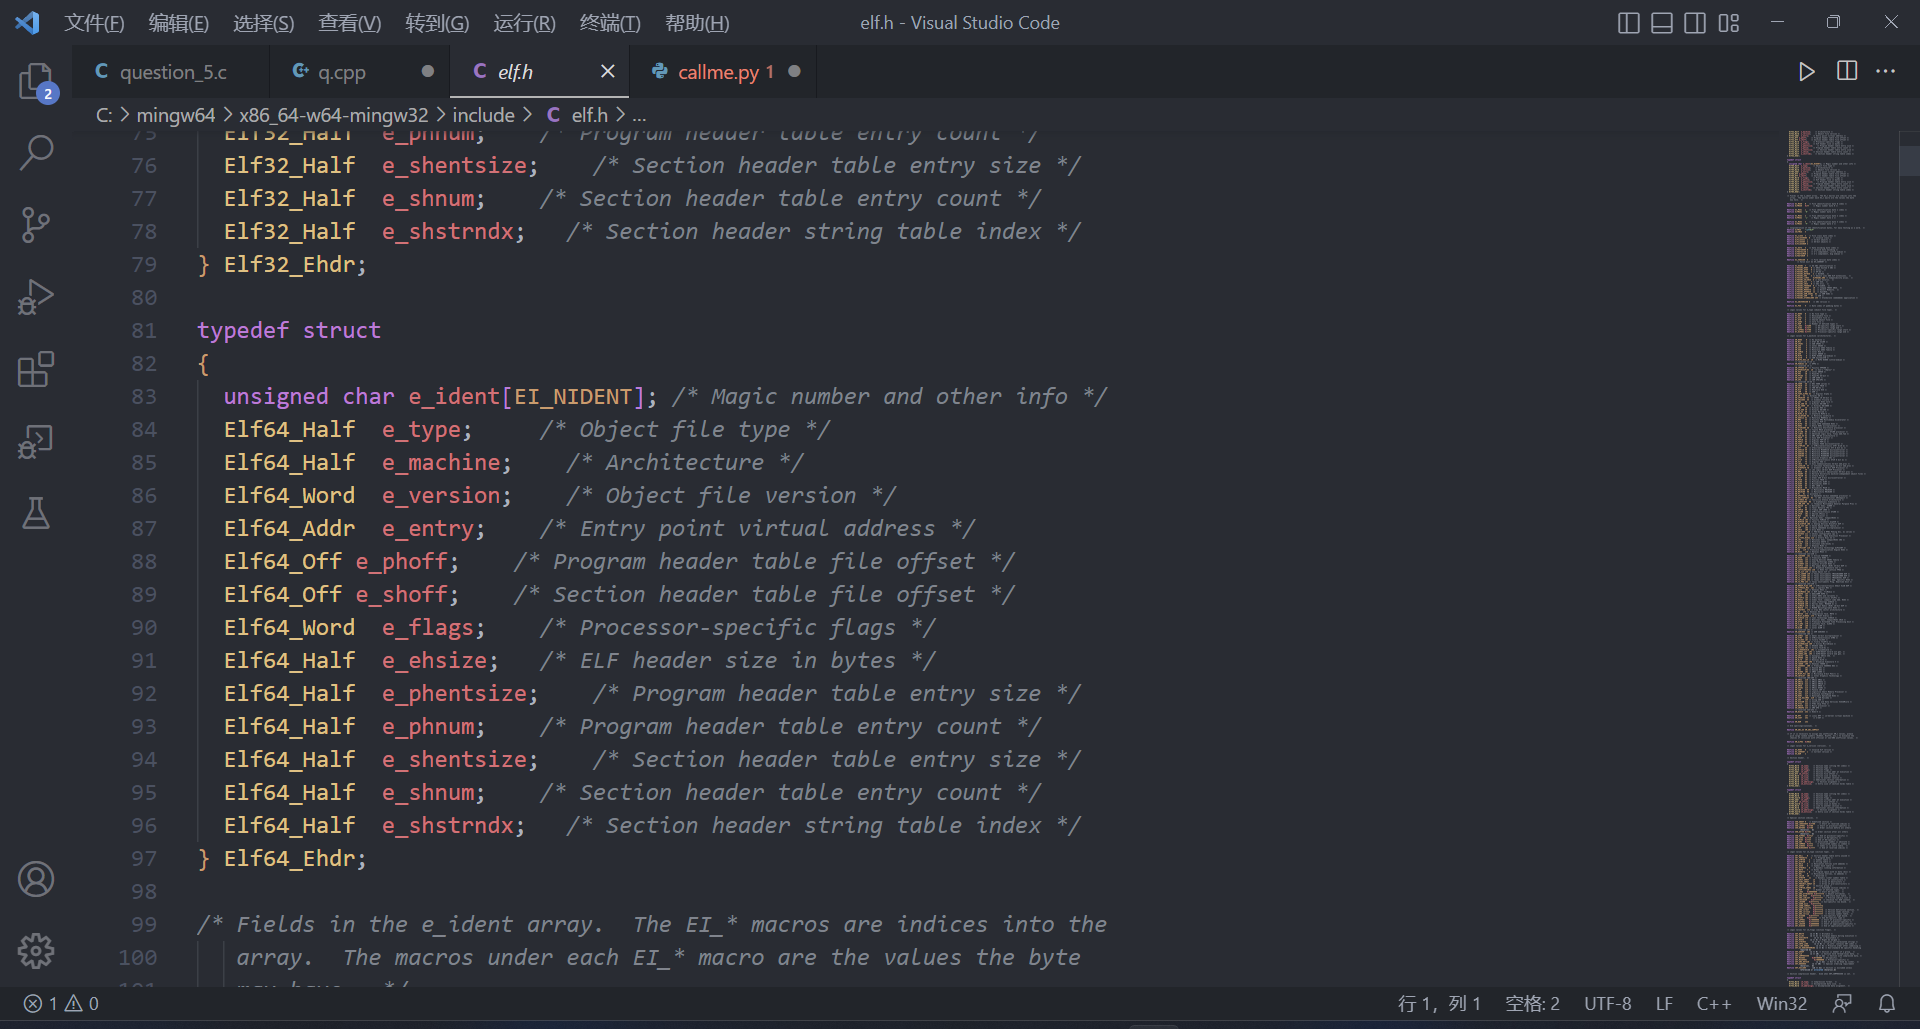 文件(F) 编辑(E) 选择(S) 查看(V) 转到(G) 运行(R) 终端(T) 帮助(H) elf.h - Visual Studio Code
2
C question_5.c C+ q.cpp C elf.h callme.py 1
C: > mingw64 > x86_64-w64-mingw32 > include > C elf.h > ...
75 Elf32_Half e_phnum; /* Program header table entry count */
76 Elf32_Half e_shentsize; /* Section header table entry size */
77 Elf32_Half e_shnum; /* Section header table entry count */
78 Elf32_Half e_shstrndx; /* Section header string table index */
79 } Elf32_Ehdr;
80
81 typedef struct
82 {
83 unsigned char e_ident[EI_NIDENT]; /* Magic number and other info */
84 Elf64_Half e_type; /* Object file type */
85 Elf64_Half e_machine; /* Architecture */
86 Elf64_Word e_version; /* Object file version */
87 Elf64_Addr e_entry; /* Entry point virtual address */
88 Elf64_Off e_phoff; /* Program header table file offset */
89 Elf64_Off e_shoff; /* Section header table file offset */
90 Elf64_Word e_flags; /* Processor-specific flags */
91 Elf64_Half e_ehsize; /* ELF header size in bytes */
92 Elf64_Half e_phentsize; /* Program header table entry size */
93 Elf64_Half e_phnum; /* Program header table entry count */
94 Elf64_Half e_shentsize; /* Section header table entry size */
95 Elf64_Half e_shnum; /* Section header table entry count */
96 Elf64_Half e_shstrndx; /* Section header string table index */
97 } Elf64_Ehdr;
98
99 /* Fields in the e_ident array. The EI_* macros are indices into the
100 array. The macros under each EI_* macro are the values the byte
101 may have. */
1 0 行 1, 列 1 空格: 2 UTF-8 LF C++ Win32